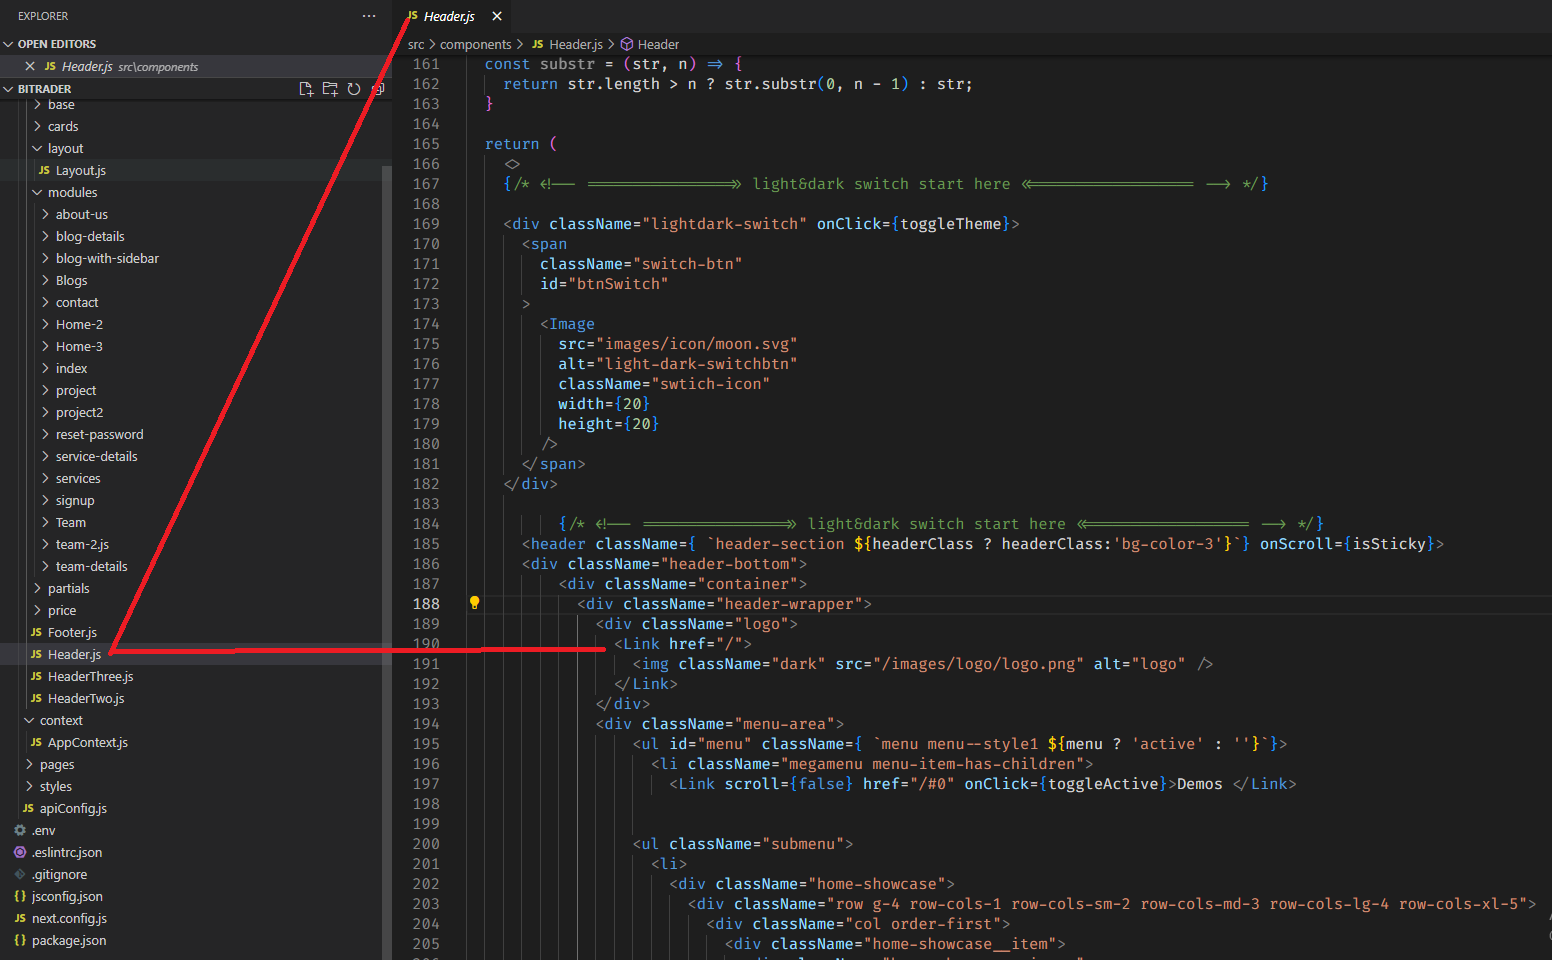 EXPLORER
OPEN EDITORS
Header.js src\components
BITRADER
base
cards
layout
JS Layout.js
modules
about-us
blog-details
blog-with-sidebar
Blogs
contact
Home-2
Home-3
index
project
project2
reset-password
service-details
services
signup
Team
team-2.js
team-details
partials
price
JS Footer.js
JS Header.js
JS HeaderThree.js
JS HeaderTwo.js
context
JS AppContext.js
pages
styles
JS apiConfig.js
.env
.eslintrc.json
.gitignore
{} jsconfig.json
JS next.config.js
{} package.json
JS Header.js
src > components > JS Header.js > Header
161 const substr = (str, n) => {
162 return str.length > n ? str.substr(0, n - 1) : str;
163 }
164
165 return (
166 <>
167 {/* <!-- ================>> light&dark switch start here <<================== --> */}
168
169 <div className="lightdark-switch" onClick={toggleTheme}>
170 <span
171 className="switch-btn"
172 id="btnSwitch"
173 >
174 <Image
175 src="images/icon/moon.svg"
176 alt="light-dark-switchbtn"
177 className="swtich-icon"
178 width={20}
179 height={20}
180 />
181 </span>
182 </div>
183
184 {/* <!-- ================>> light&dark switch start here <<================== --> */}
185 <header className={ `header-section ${headerClass ? headerClass:'bg-color-3'}`} onScroll={isSticky}>
186 <div className="header-bottom">
187 <div className="container">
188 <div className="header-wrapper">
189 <div className="logo">
190 <Link href="/">
191 <img className="dark" src="/images/logo/logo.png" alt="logo" />
192 </Link>
193 </div>
194 <div className="menu-area">
195 <ul id="menu" className={ `menu menu--style1 ${menu ? 'active' : ''}`}>
196 <li className="megamenu menu-item-has-children">
197 <Link scroll={false} href="/#0" onClick={toggleActive}>Demos </Link>
198
199
200 <ul className="submenu">
201 <li>
202 <div className="home-showcase">
203 <div className="row g-4 row-cols-1 row-cols-sm-2 row-cols-md-3 row-cols-lg-4 row-cols-xl-5">
204 <div className="col order-first">
205 <div className="home-showcase__item">